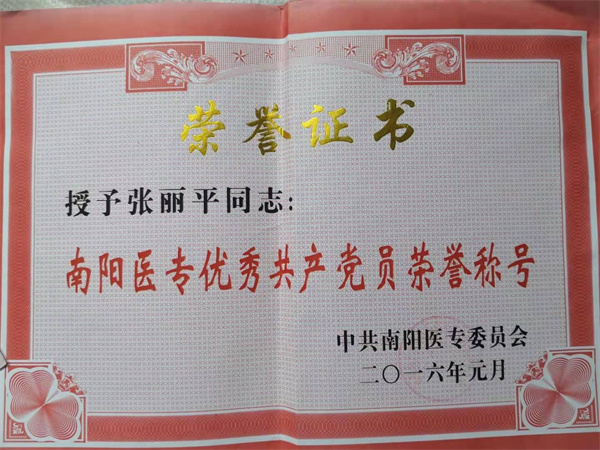 荣誉证书
授予张丽平同志：
南阳医专优秀共产党员荣誉称号
中共南阳医专委员会
二〇一六年元月